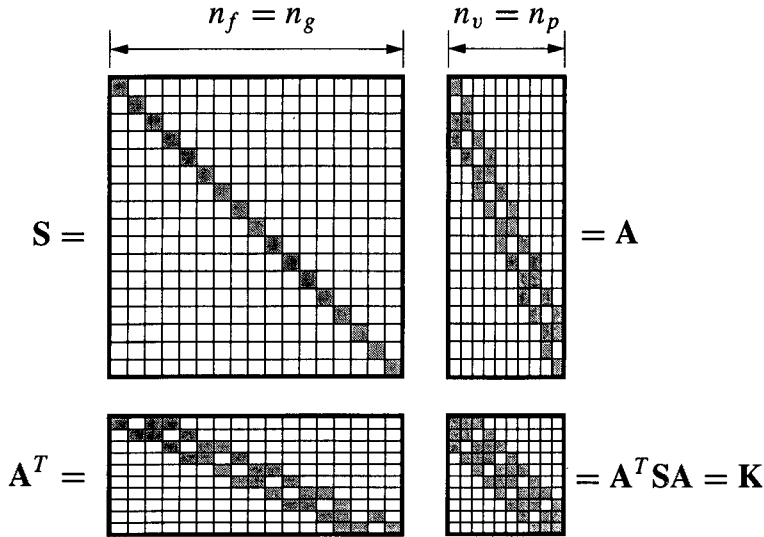 n_f = n_g
n_v = n_p
S =
= A
A^T =
= A^T SA = K